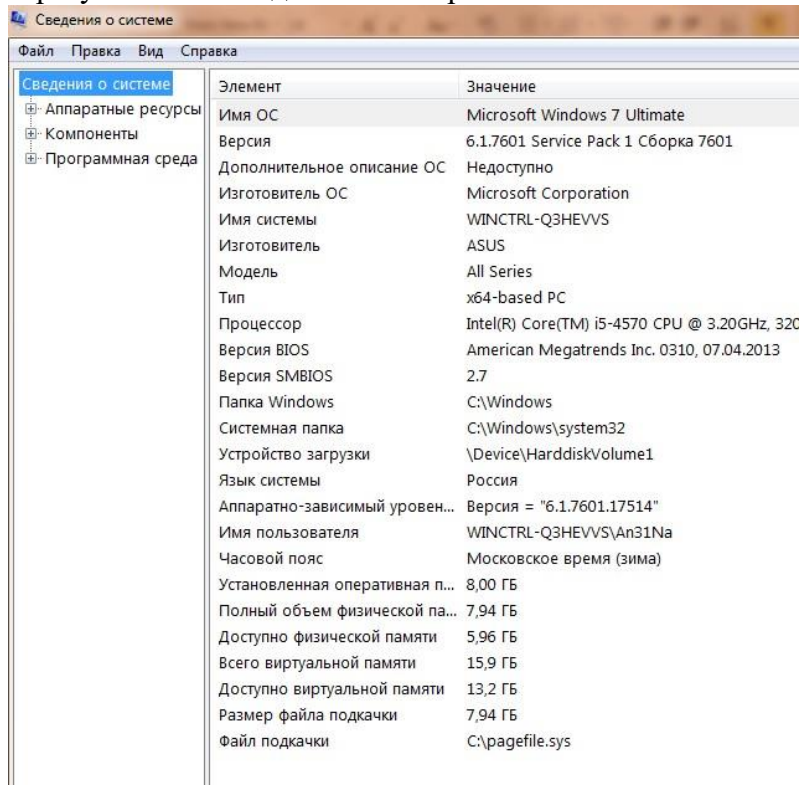 Сведения о системе
Файл Правка Вид Справка
Сведения о системе
Аппаратные ресурсы
Компоненты
Программная среда
Элемент Значение
Имя ОС Microsoft Windows 7 Ultimate
Версия 6.1.7601 Service Pack 1 Сборка 7601
Дополнительное описание ОС Недоступно
Изготовитель ОС Microsoft Corporation
Имя системы WINCTRL-Q3HEVVS
Изготовитель ASUS
Модель All Series
Тип x64-based PC
Процессор Intel(R) Core(TM) i5-4570 CPU @ 3.20GHz, 320
Версия BIOS American Megatrends Inc. 0310, 07.04.2013
Версия SMBIOS 2.7
Папка Windows C:\Windows
Системная папка C:\Windows\system32
Устройство загрузки \Device\HarddiskVolume1
Язык системы Россия
Аппаратно-зависимый уровен... Версия = "6.1.7601.17514"
Имя пользователя WINCTRL-Q3HEVVS\An31Na
Часовой пояс Московское время (зима)
Установленная оперативная п... 8,00 ГБ
Полный объем физической па... 7,94 ГБ
Доступно физической памяти 5,96 ГБ
Всего виртуальной памяти 15,9 ГБ
Доступно виртуальной памяти 13,2 ГБ
Размер файла подкачки 7,94 ГБ
Файл подкачки C:\pagefile.sys